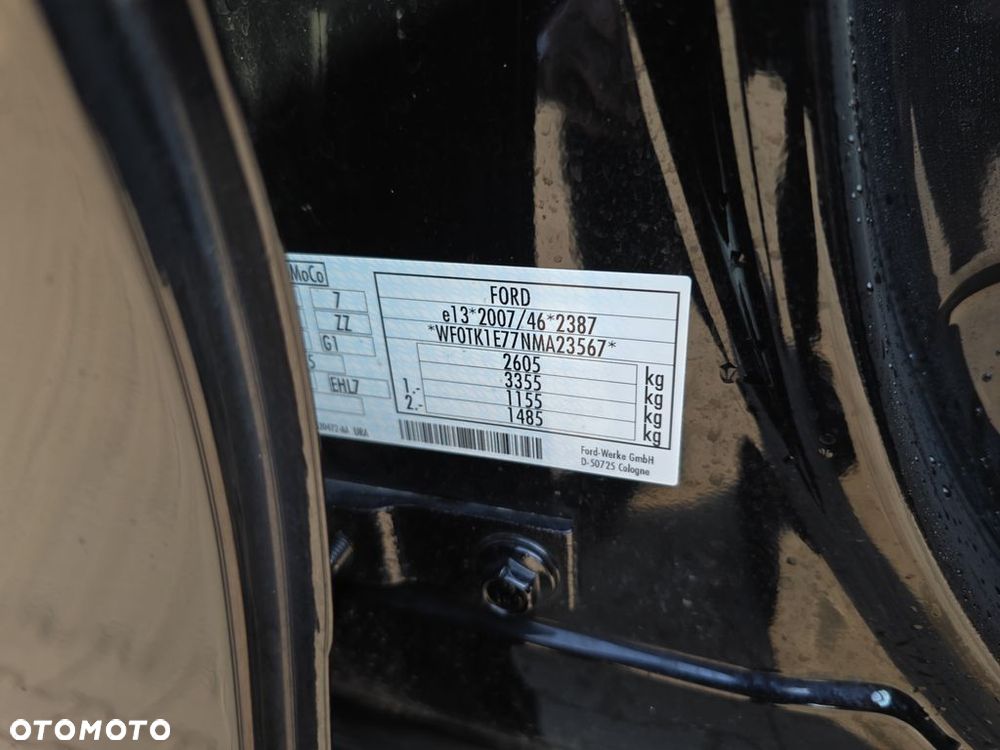 MoCo
7
ZZ
G1
5
EHL7
FORD
e13*2007/46*2387
*WF0TK1E77NMA23567*
2605 kg
3355 kg
1.- 1155 kg
2.- 1485 kg
Ford-Werke GmbH
D-50725 Cologne
OTOMOTO